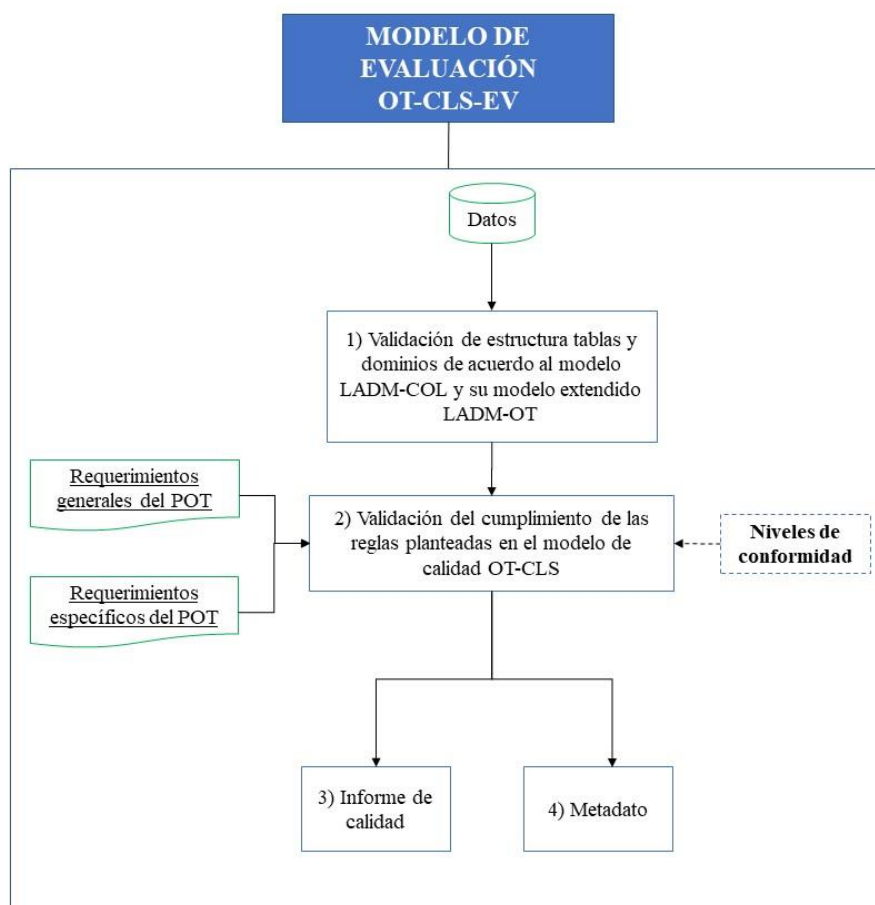 MODELO DE
EVALUACIÓN
OT-CLS-EV
Datos
1) Validación de estructura tablas y
dominios de acuerdo al modelo
LADM-COL y su modelo extendido
LADM-OT
Requerimientos
generales del POT
2) Validación del cumplimiento de las
reglas planteadas en el modelo de
calidad OT-CLS
Niveles de
conformidad
Requerimientos
específicos del POT
3) Informe de
calidad
4) Metadato